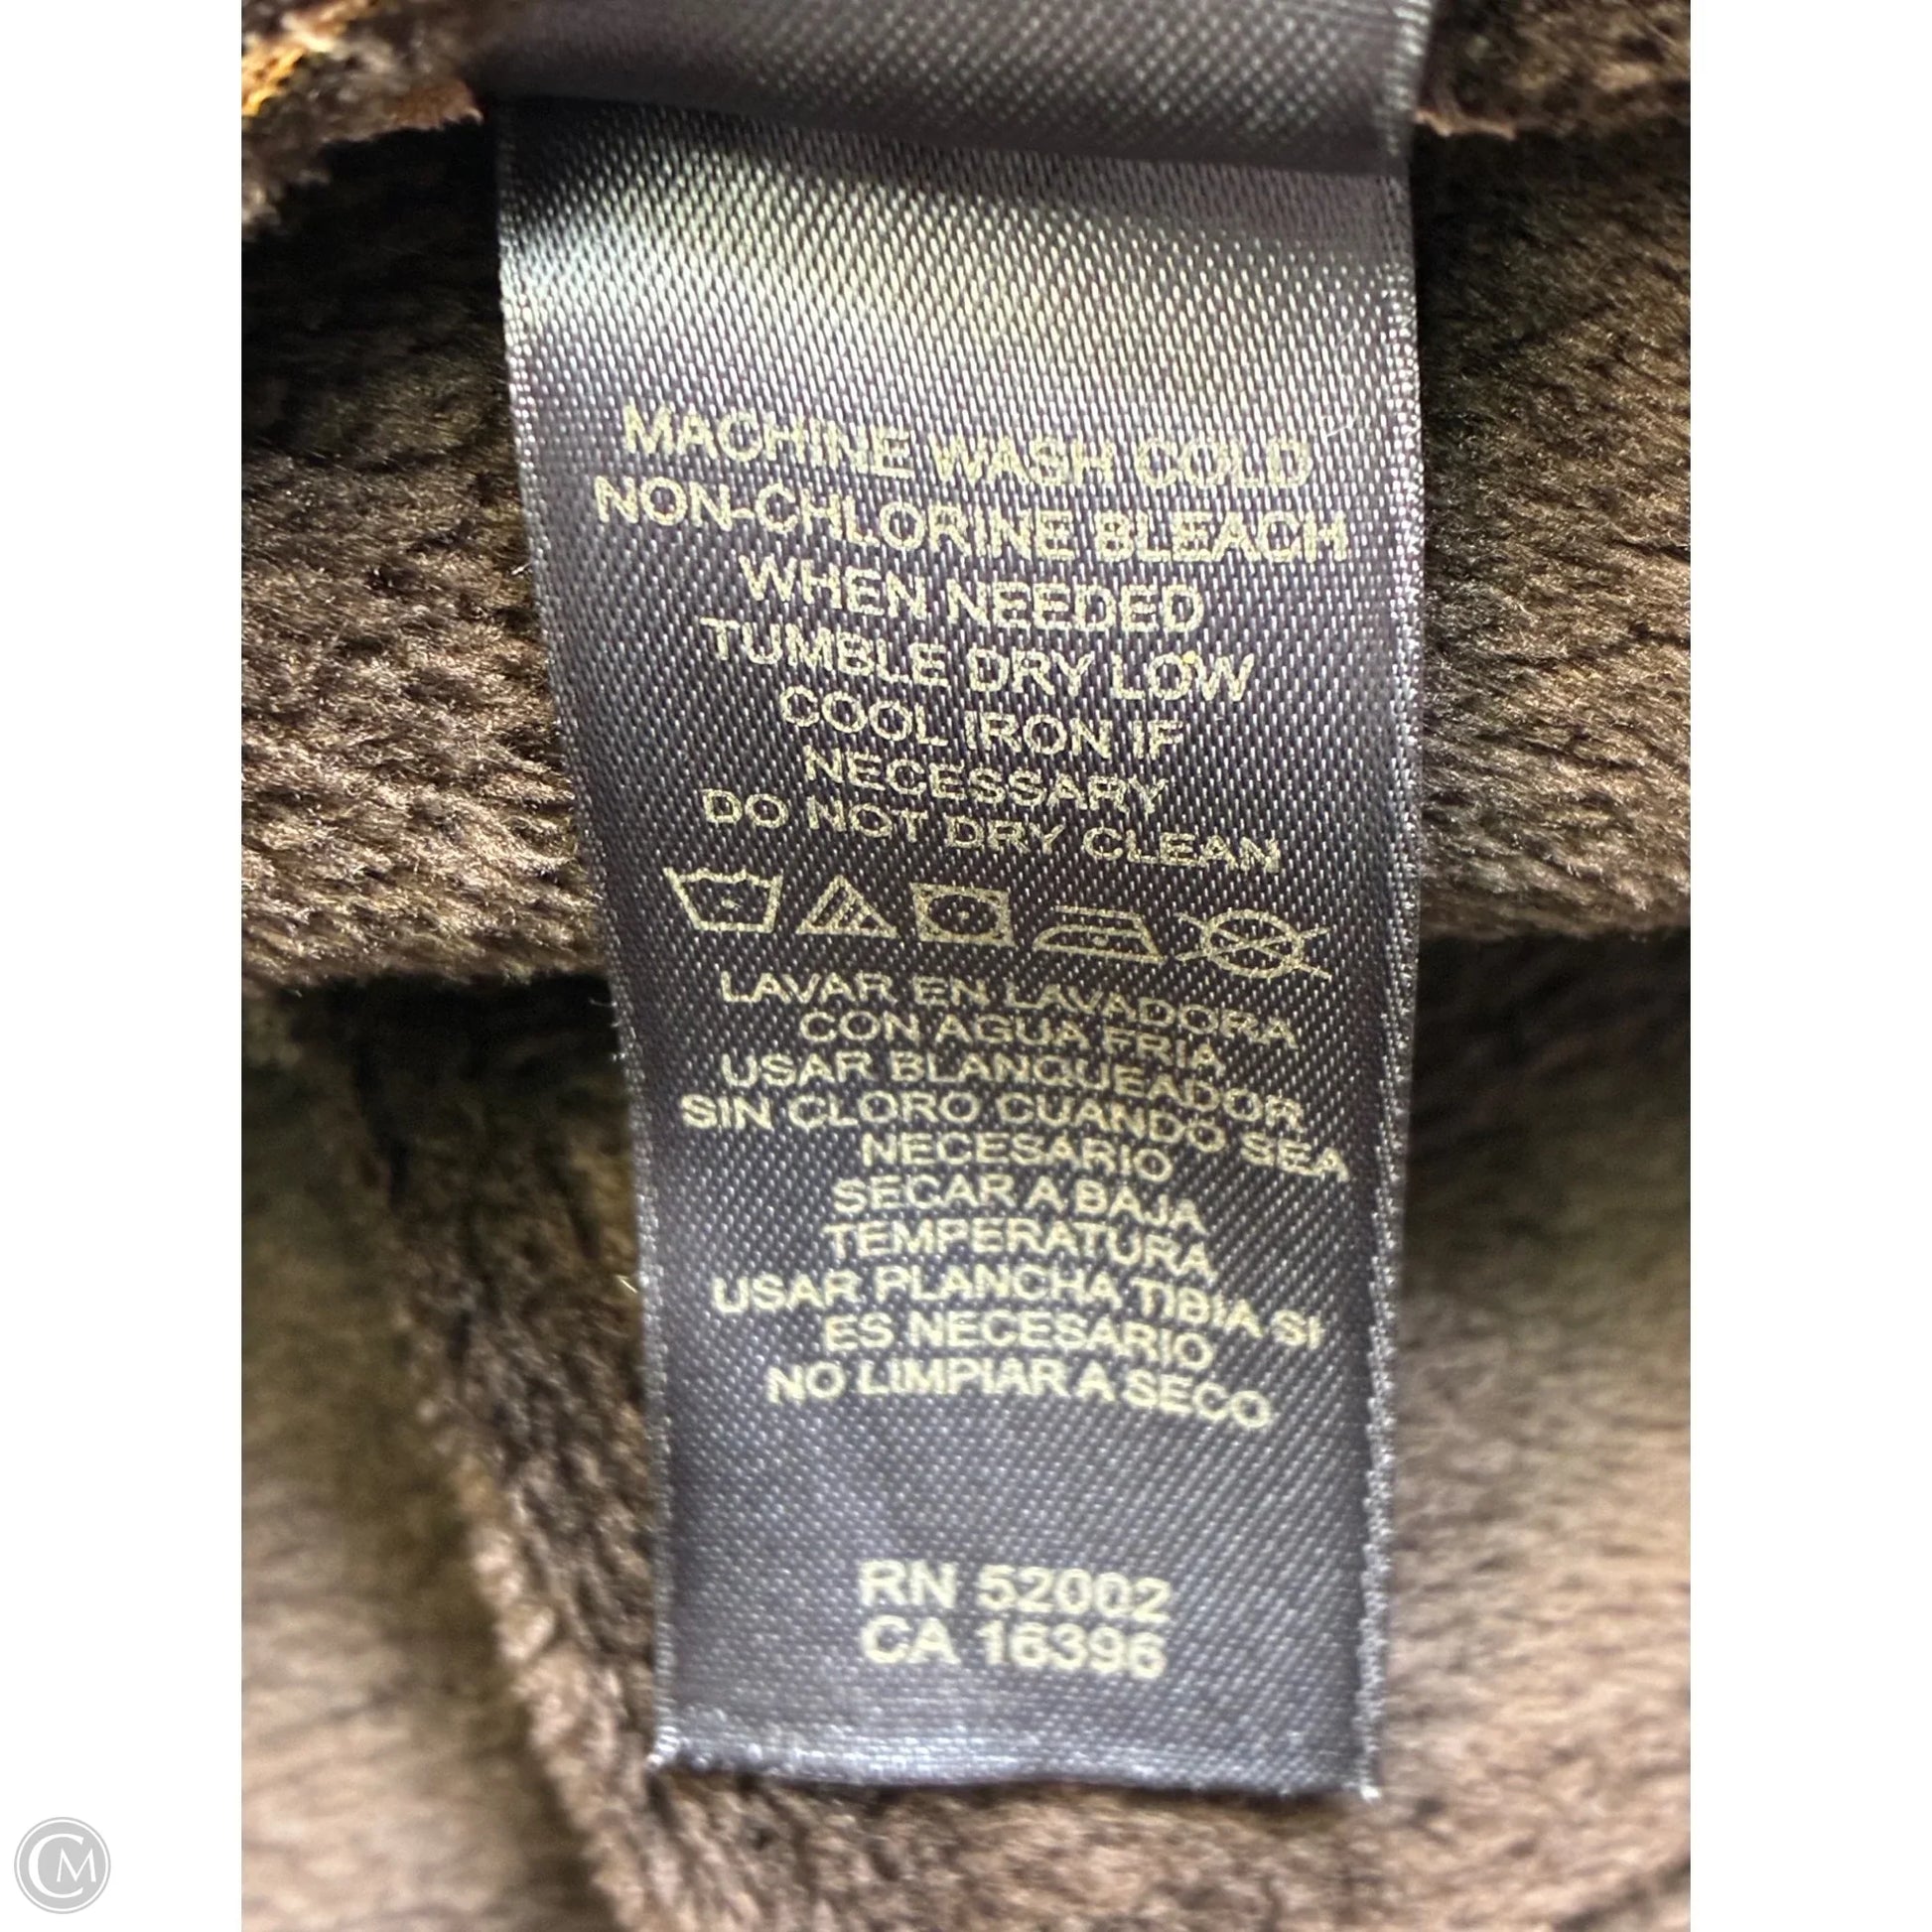 MACHINE WASH COLD
NON-CHLORINE BLEACH
WHEN NEEDED
TUMBLE DRY LOW
COOL IRON IF
NECESSARY
DO NOT DRY CLEAN
LAVAR EN LAVADORA
CON AGUA FRIA
USAR BLANQUEADOR
SIN CLORO CUANDO SEA
NECESARIO
SECAR A BAJA
TEMPERATURA
USAR PLANCHA TIBIA SI
ES NECESARIO
NO LIMPIAR A SECO
RN 52002
CA 16396
CM